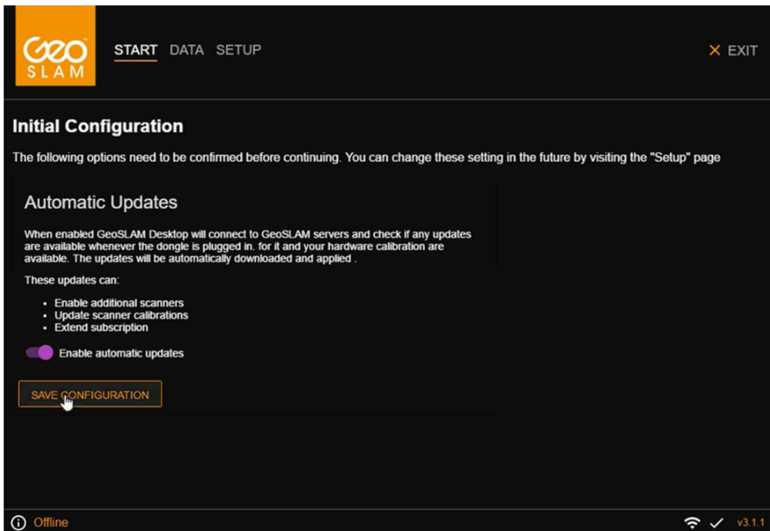 Geo
SLAM
START DATA SETUP
EXIT
Initial Configuration
The following options need to be confirmed before continuing. You can change these setting in the future by visiting the "Setup" page
Automatic Updates
When enabled GeoSLAM Desktop will connect to GeoSLAM servers and check if any updates
are available whenever the dongle is plugged in. for it and your hardware calibration are
available. The updates will be automatically downloaded and applied .
These updates can:
• Enable additional scanners
• Update scanner calibrations
• Extend subscription
Enable automatic updates
SAVE CONFIGURATION
Offline
v3.1.1